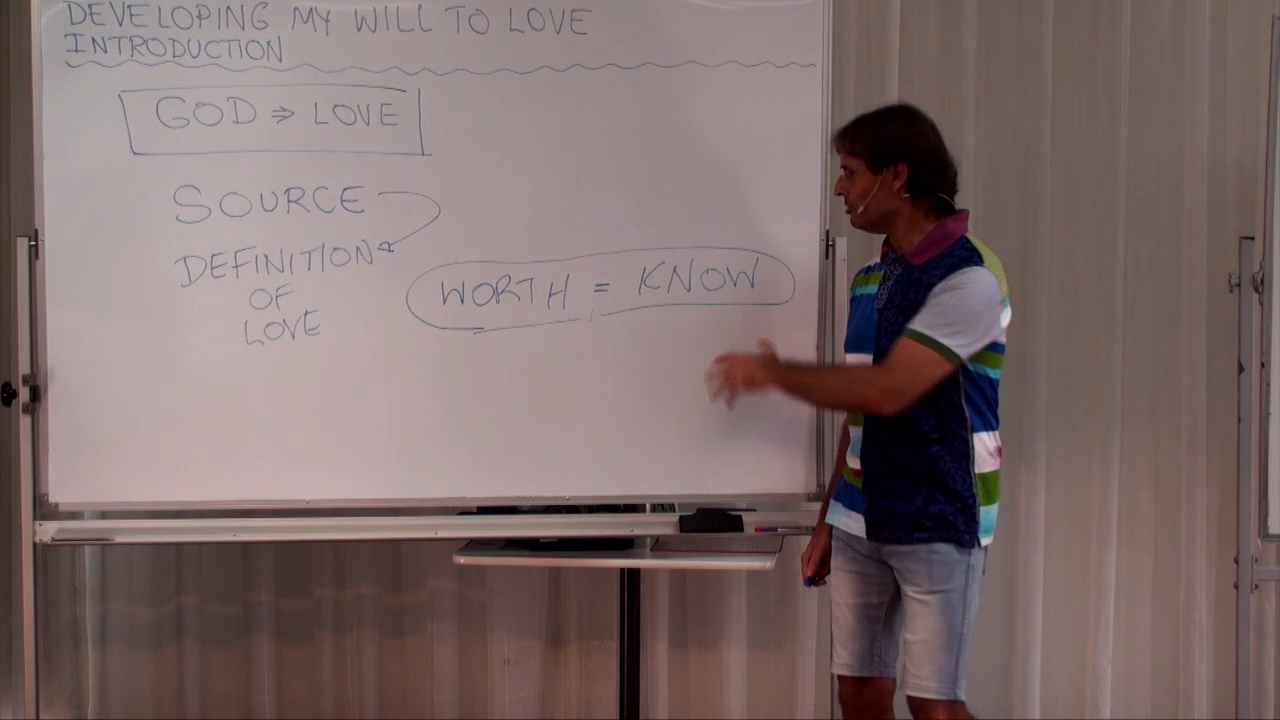 DEVELOPING MY WILL TO LOVE
INTRODUCTION
GOD ⇒ LOVE
SOURCE
DEFINITION
OF
LOVE
WORTH = KNOW